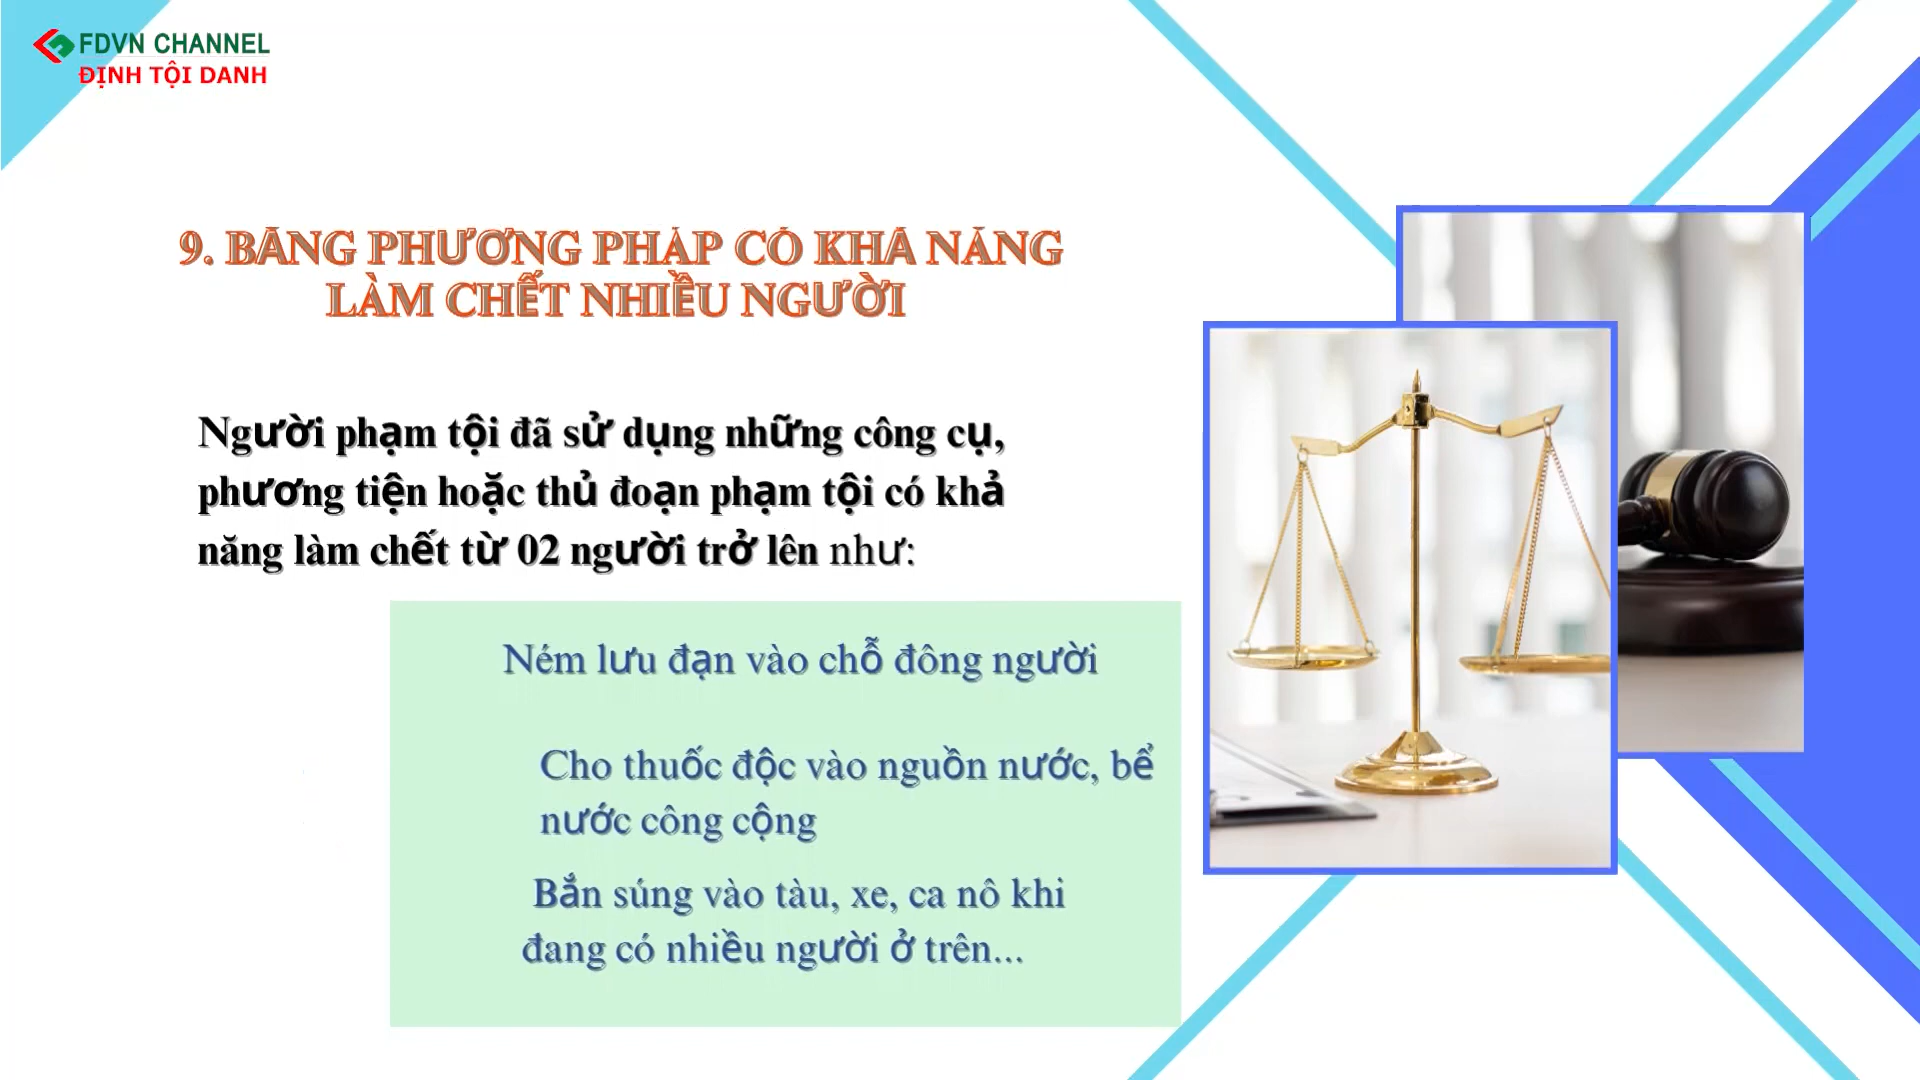 FDVN CHANNEL
ĐỊNH TỘI DANH
9. BẰNG PHƯƠNG PHÁP CÓ KHẢ NĂNG
LÀM CHẾT NHIỀU NGƯỜI
Người phạm tội đã sử dụng những công cụ,
phương tiện hoặc thủ đoạn phạm tội có khả
năng làm chết từ 02 người trở lên như:
Ném lưu đạn vào chỗ đông người
Cho thuốc độc vào nguồn nước, bể
nước công cộng
Bắn súng vào tàu, xe, ca nô khi
đang có nhiều người ở trên...